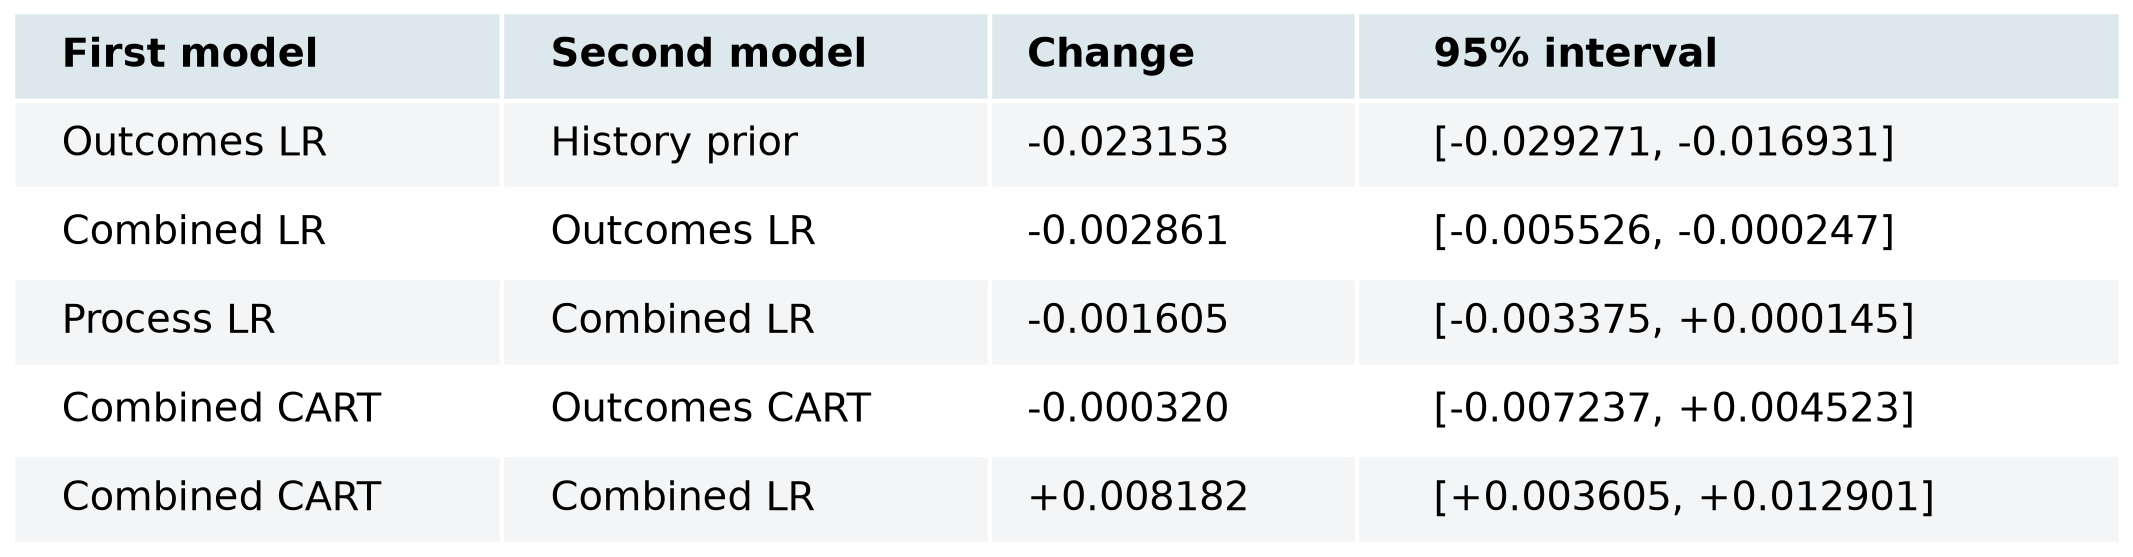 First model Second model Change 95% interval
Outcomes LR History prior -0.023153 [-0.029271, -0.016931]
Combined LR Outcomes LR -0.002861 [-0.005526, -0.000247]
Process LR Combined LR -0.001605 [-0.003375, +0.000145]
Combined CART Outcomes CART -0.000320 [-0.007237, +0.004523]
Combined CART Combined LR +0.008182 [+0.003605, +0.012901]